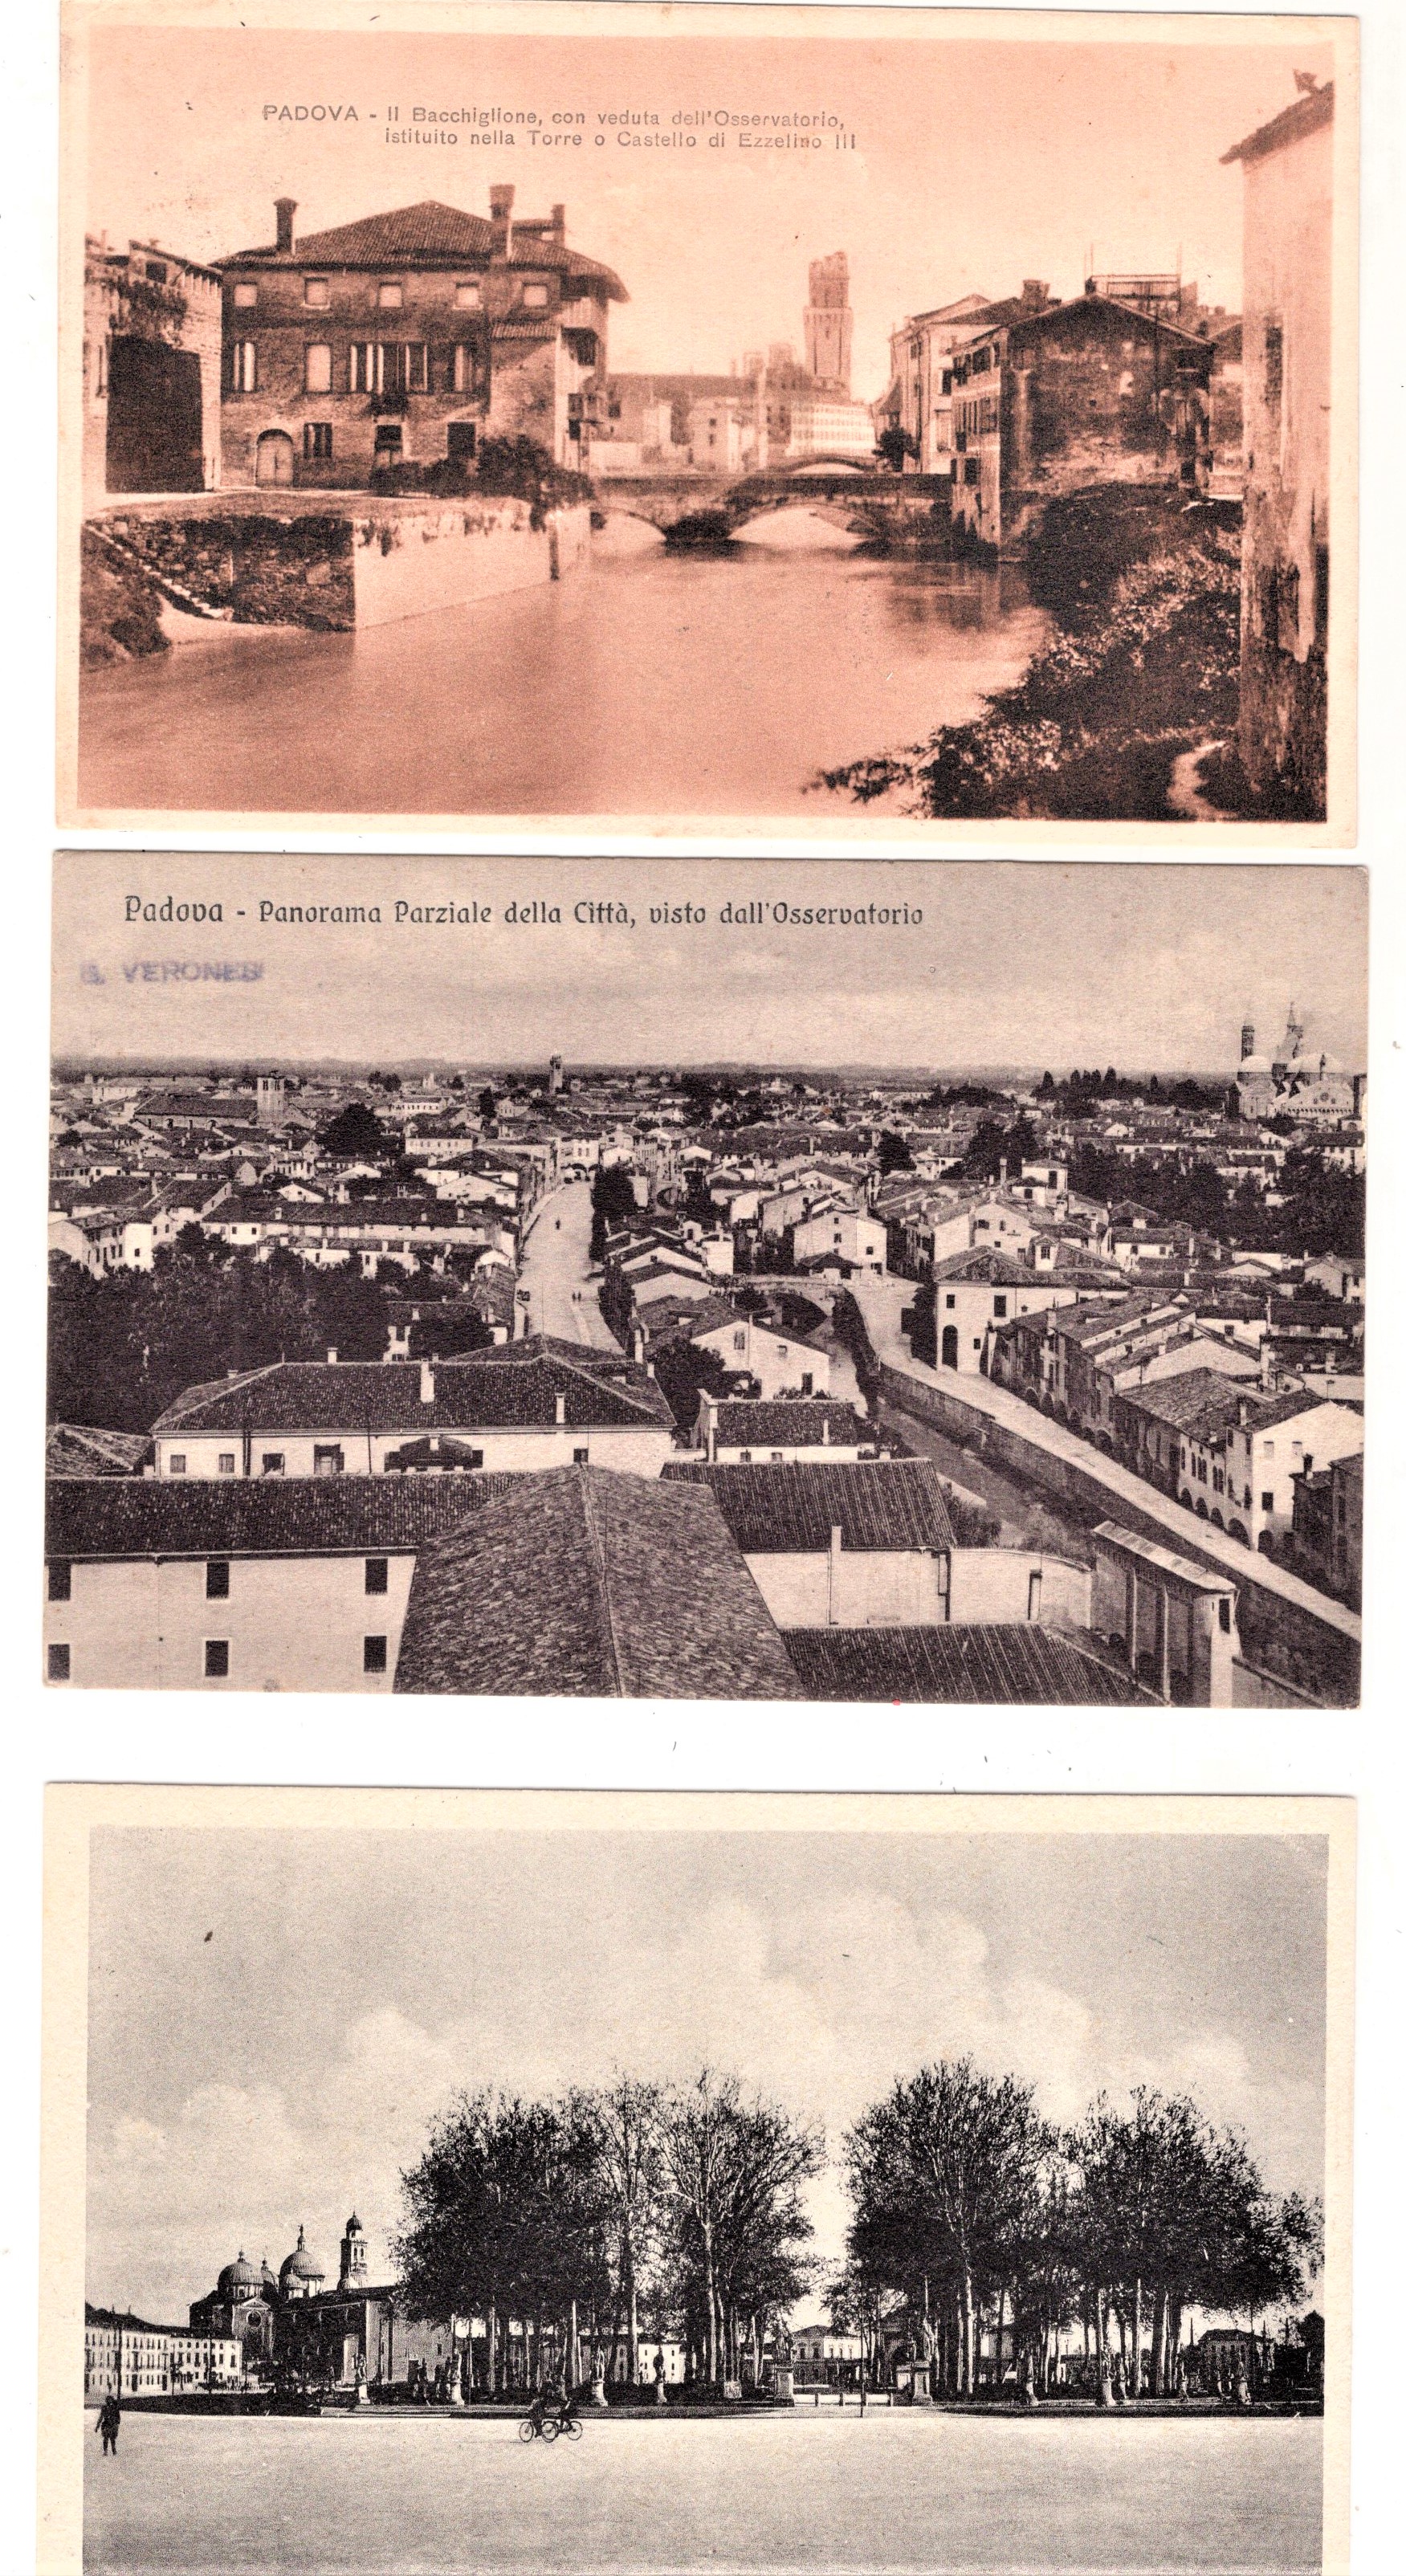 PADOVA - Il Bacchiglione, con veduta dell'Osservatorio,
istituito nella Torre o Castello di Ezzelino III
Padova - Panorama Parziale della Città, visto dall'Osservatorio
VERONESI